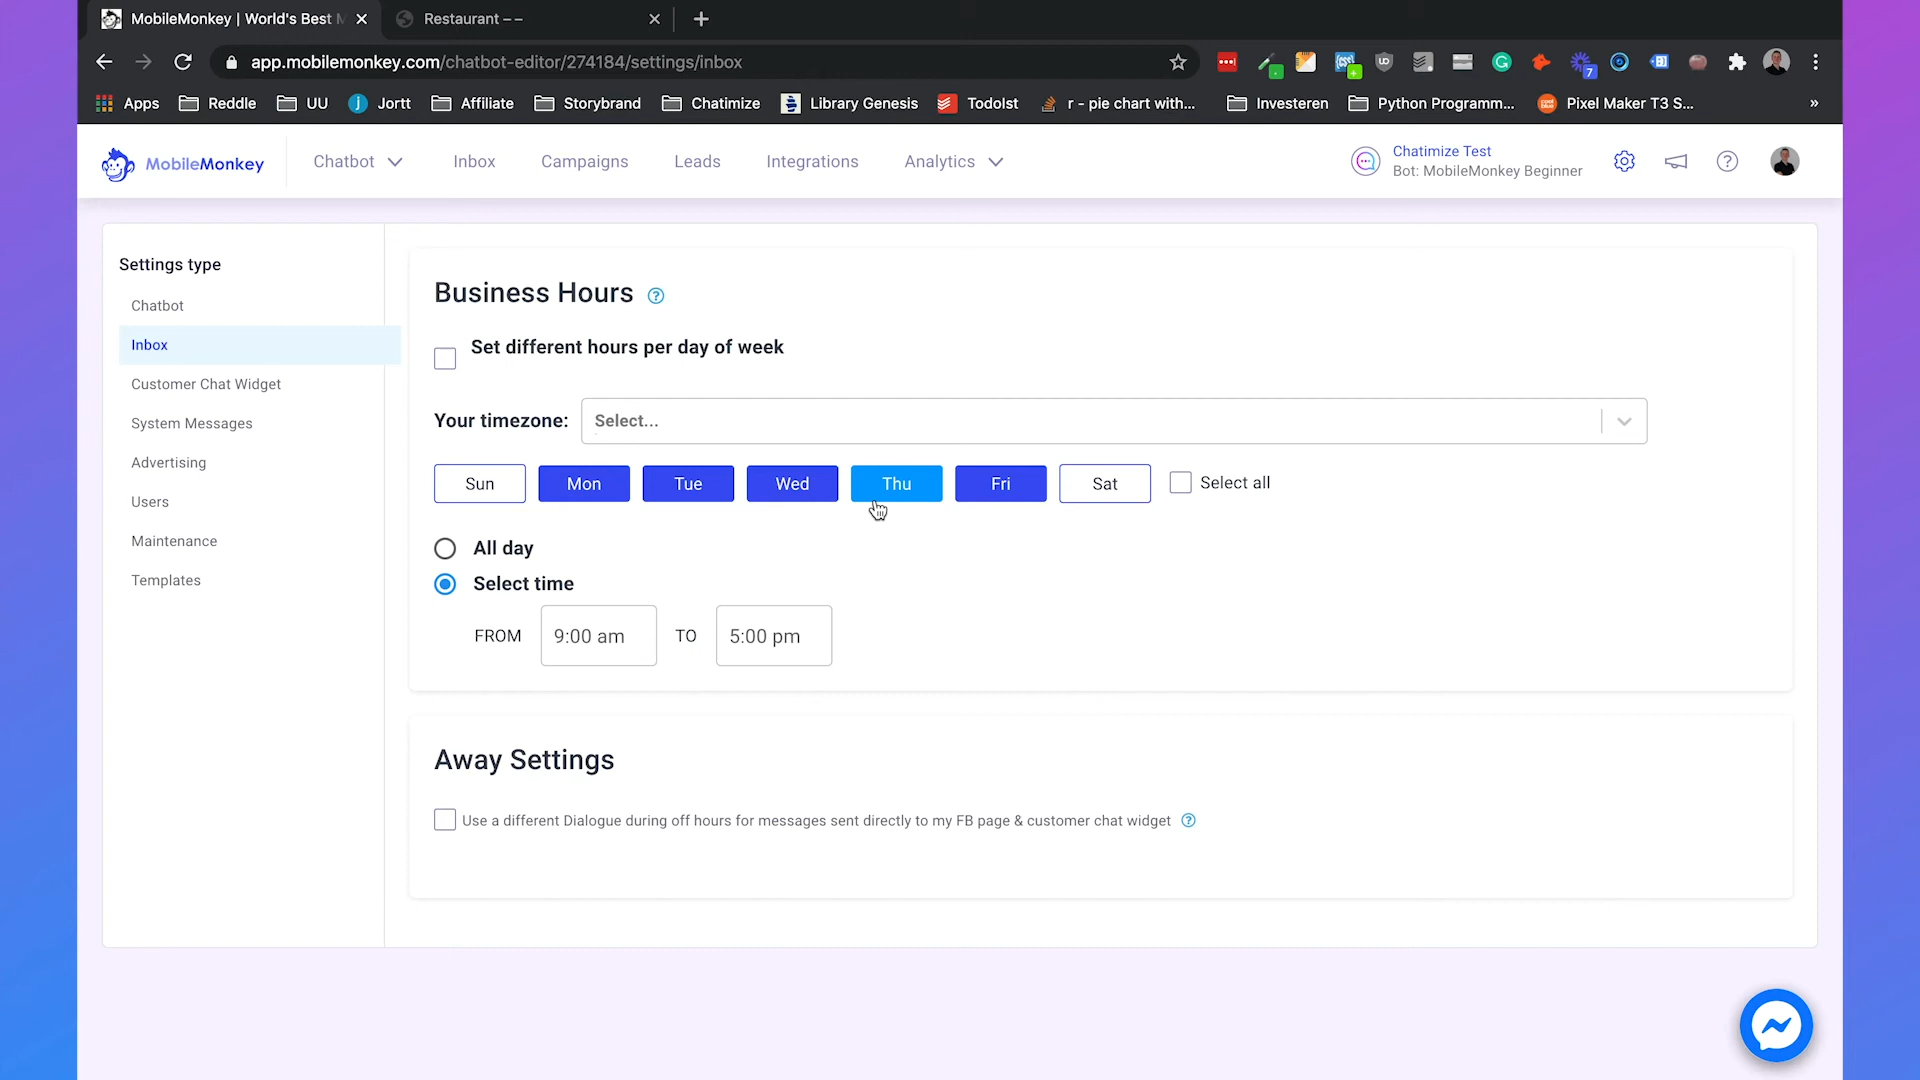 MobileMonkey | World's Best M
Restaurant – –
app.mobilemonkey.com/chatbot-editor/274184/settings/inbox
7
Apps
Reddle
UU
Jortt
Affiliate
Storybrand
Chatimize
Library Genesis
TodoIst
r - pie chart with...
Investeren
Python Programm...
Pixel Maker T3 S...
»
MobileMonkey
Chatbot
Inbox
Campaigns
Leads
Integrations
Analytics
Chatimize Test
Bot: MobileMonkey Beginner
Settings type
Chatbot
Inbox
Customer Chat Widget
System Messages
Advertising
Users
Maintenance
Templates
Business Hours
Set different hours per day of week
Your timezone:
Select...
Sun
Mon
Tue
Wed
Thu
Fri
Sat
Select all
All day
Select time
FROM
9:00 am
TO
5:00 pm
Away Settings
Use a different Dialogue during off hours for messages sent directly to my FB page & customer chat widget